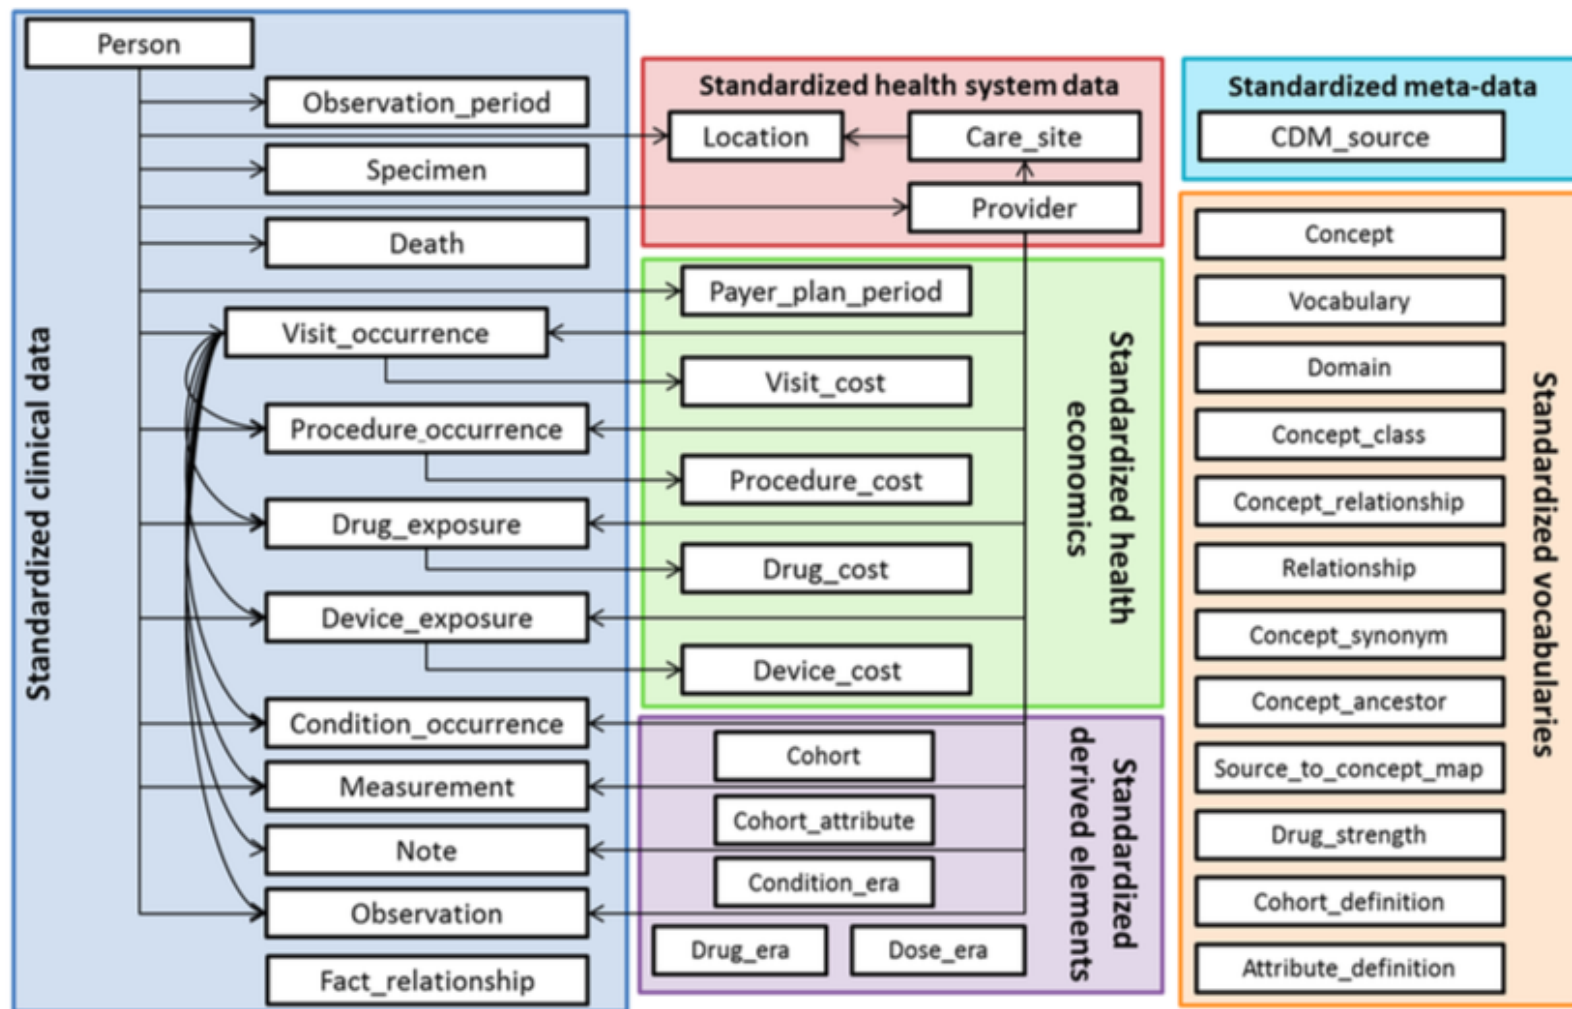 Person
Observation_period
Specimen
Death
Visit_occurrence
Procedure_occurrence
Drug_exposure
Device_exposure
Condition_occurrence
Measurement
Note
Observation
Fact_relationship
Standardized clinical data
Standardized health system data
Location
Care_site
Provider
Payer_plan_period
Visit_cost
Procedure_cost
Drug_cost
Device_cost
Standardized health
economics
Cohort
Cohort_attribute
Condition_era
Drug_era
Dose_era
Standardized
derived elements
Standardized meta-data
CDM_source
Concept
Vocabulary
Domain
Concept_class
Concept_relationship
Relationship
Concept_synonym
Concept_ancestor
Source_to_concept_map
Drug_strength
Cohort_definition
Attribute_definition
Standardized vocabularies